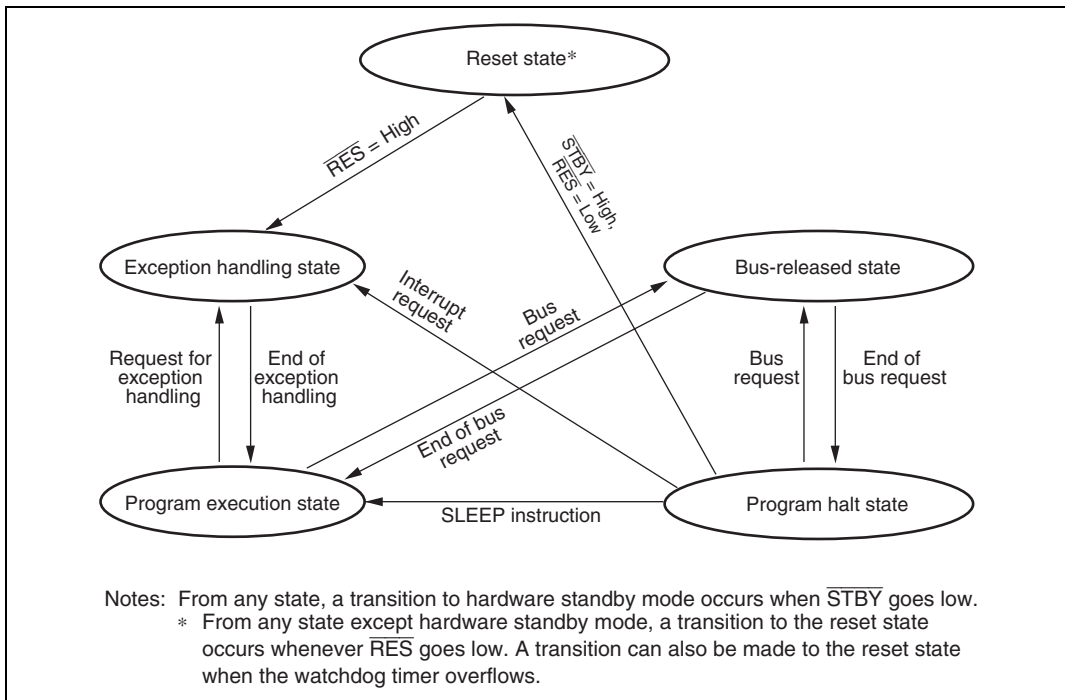 Reset state*
RES = High
STBY = High,
RES = Low
Exception handling state
Bus-released state
Interrupt
request
Bus
request
Request for
exception
handling
End of
exception
handling
Bus
request
End of
bus request
End of bus
request
Program execution state
Program halt state
SLEEP instruction
Notes: From any state, a transition to hardware standby mode occurs when STBY goes low.
* From any state except hardware standby mode, a transition to the reset state
occurs whenever RES goes low. A transition can also be made to the reset state
when the watchdog timer overflows.